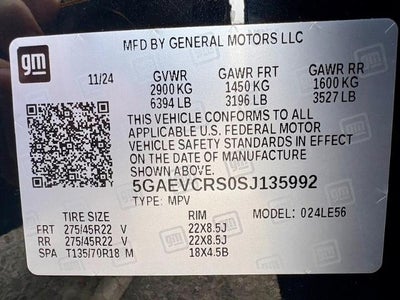 MFD BY GENERAL MOTORS LLC
gm
11/24 GVWR GAWR FRT GAWR RR
2900 KG 1450 KG 1600 KG
6394 LB 3196 LB 3527 LB
THIS VEHICLE CONFORMS TO ALL
APPLICABLE U.S. FEDERAL MOTOR
VEHICLE SAFETY STANDARDS IN EFFECT
ON THE DATE OF MANUFACTURE
SHOWN ABOVE.
5GAEVCRS0SJ135992
TYPE: MPV
TIRE SIZE RIM MODEL: 024LE56
FRT 275/45R22 V 22X8.5J
RR 275/45R22 V 22X8.5J
SPA T135/70R18 M 18X4.5B